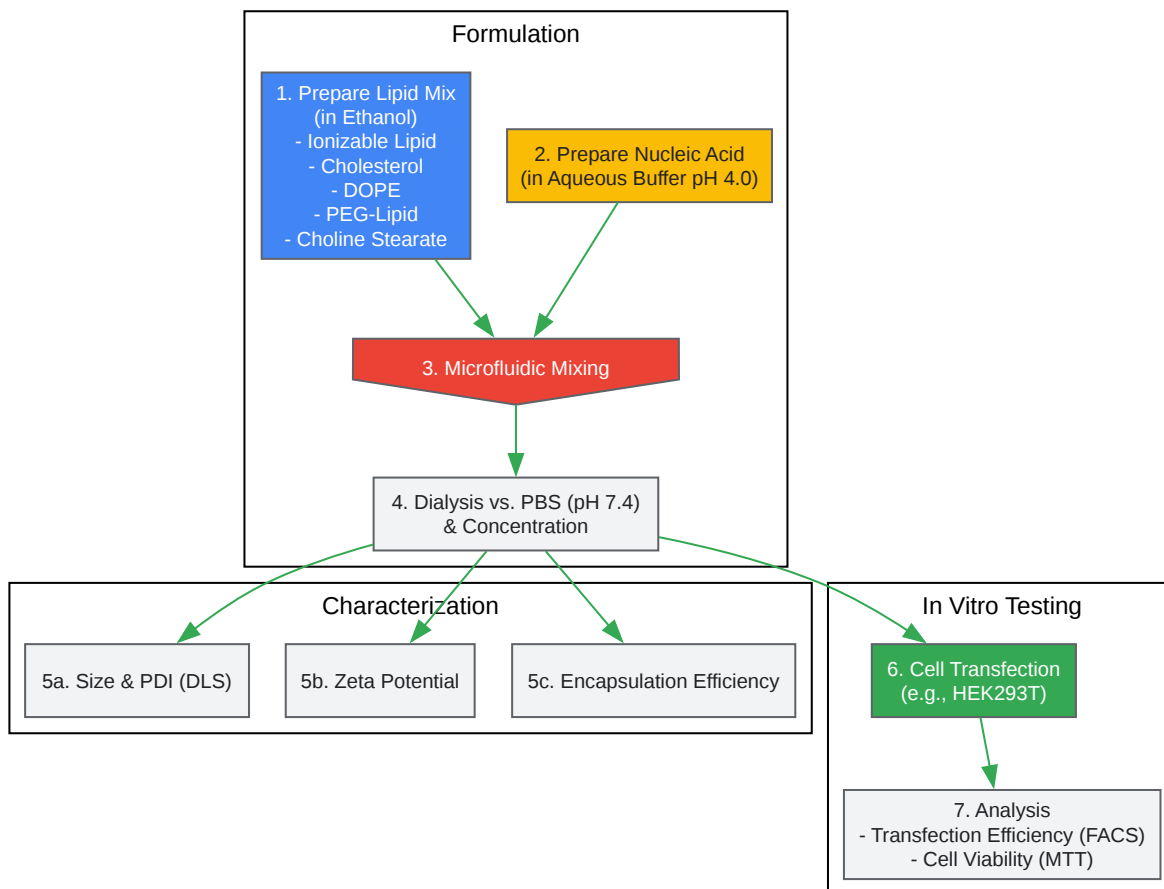 Formulation
1. Prepare Lipid Mix
(in Ethanol)
- Ionizable Lipid
- Cholesterol
- DOPE
- PEG-Lipid
- Choline Stearate
2. Prepare Nucleic Acid
(in Aqueous Buffer pH 4.0)
3. Microfluidic Mixing
4. Dialysis vs. PBS (pH 7.4)
& Concentration
Characterization
5a. Size & PDI (DLS)
5b. Zeta Potential
5c. Encapsulation Efficiency
In Vitro Testing
6. Cell Transfection
(e.g., HEK293T)
7. Analysis
- Transfection Efficiency (FACS)
- Cell Viability (MTT)